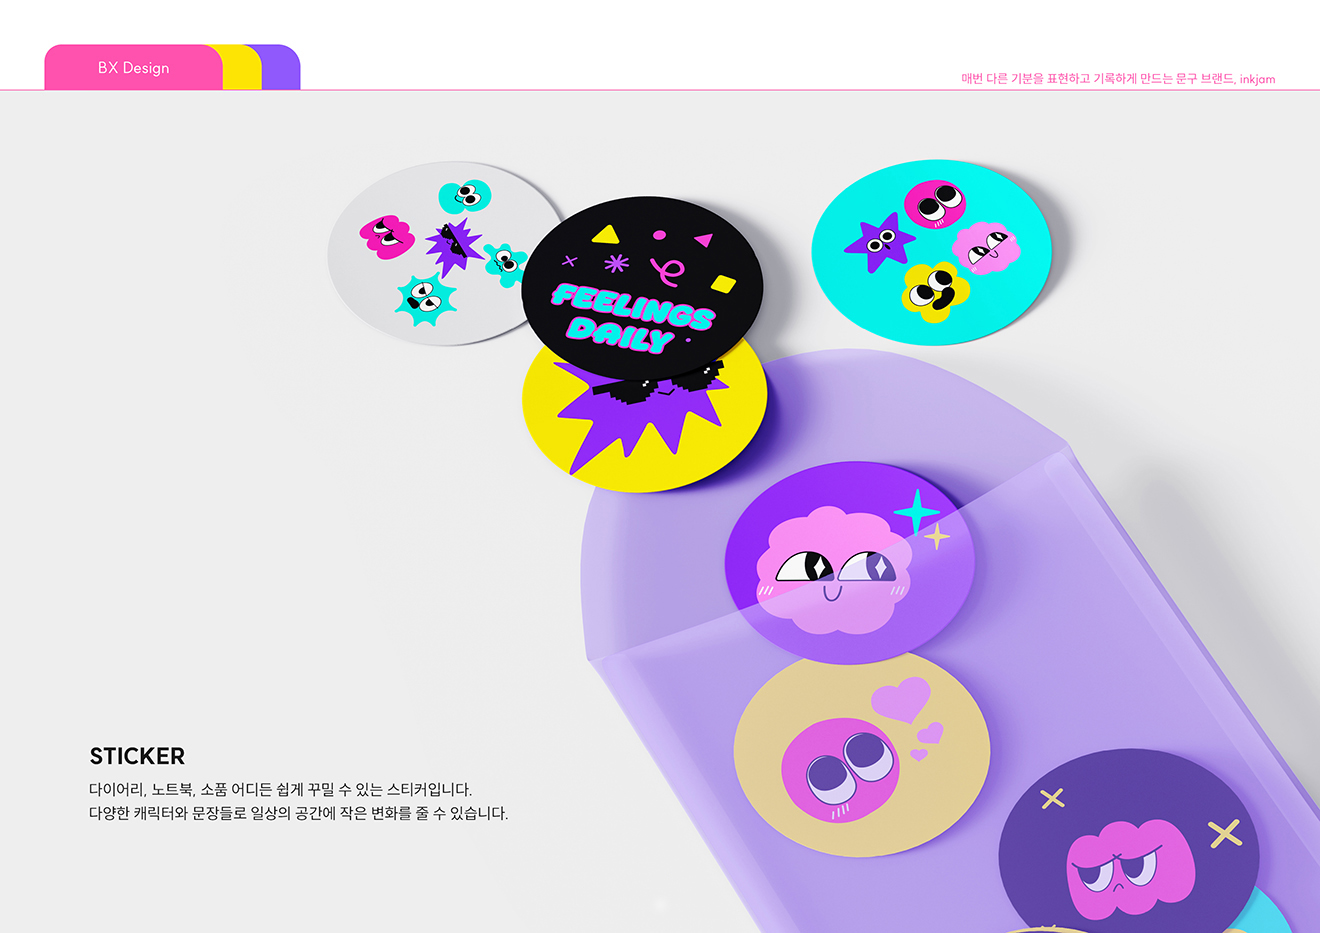 BX Design
매번 다른 기분을 표현하고 기록하게 만드는 문구 브랜드, inkjam
FEELINGS
DAILY
STICKER
다이어리, 노트북, 소품 어디든 쉽게 꾸밀 수 있는 스티커입니다.
다양한 캐릭터와 문장들로 일상의 공간에 작은 변화를 줄 수 있습니다.